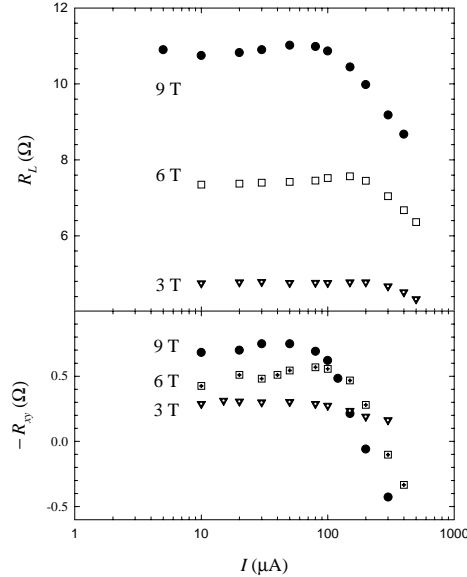 12
10
8
6
R_L (Ω)
9 T
6 T
3 T
0.5
0.0
-0.5
−R_xy (Ω)
9 T
6 T
3 T
1 10 100 1000
I (μA)